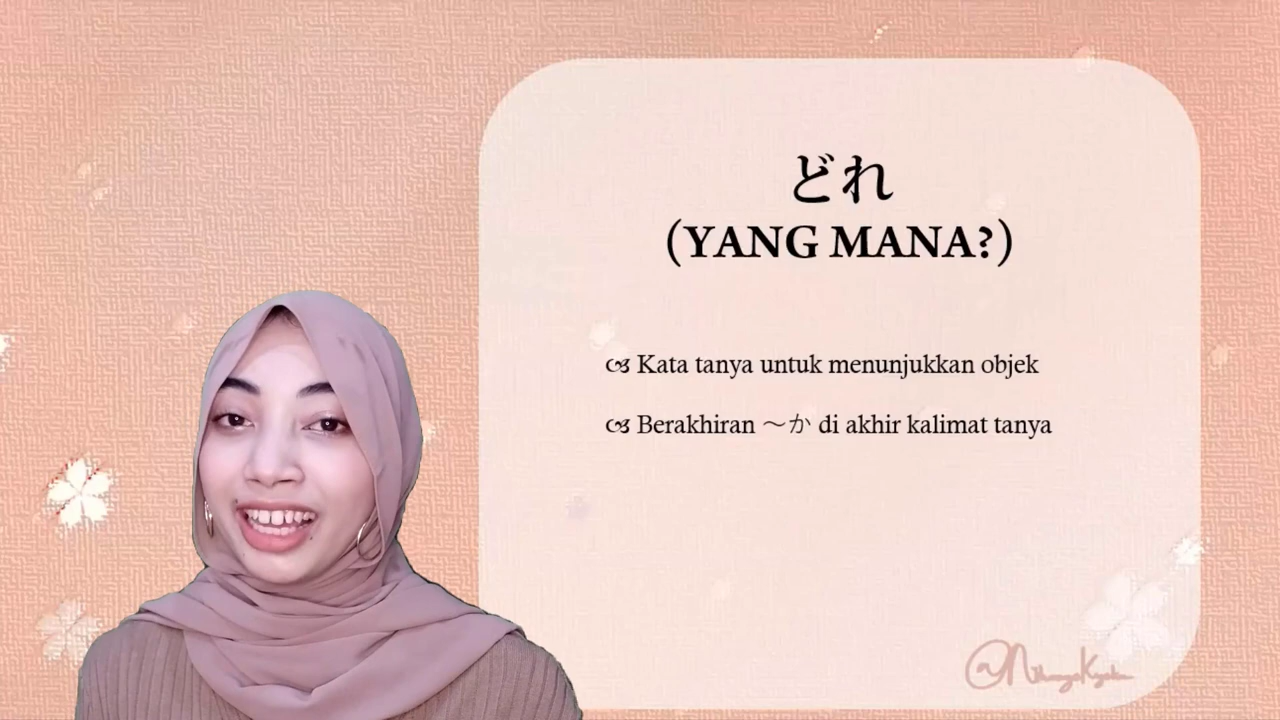 どれ
(YANG MANA?)
Kata tanya untuk menunjukkan objek
Berakhiran ～か di akhir kalimat tanya